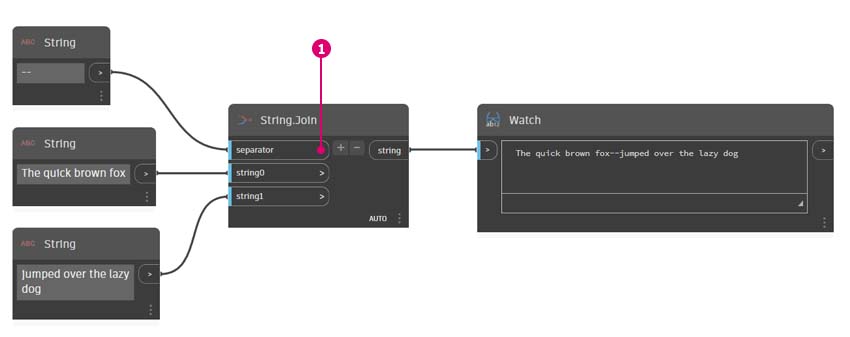 ABC String
-- >
ABC String
The quick brown fox >
ABC String
jumped over the lazy
dog
>
1
String.Join
separator > + - string
string0 >
string1 >
AUTO
abc Watch
> The quick brown fox--jumped over the lazy dog >